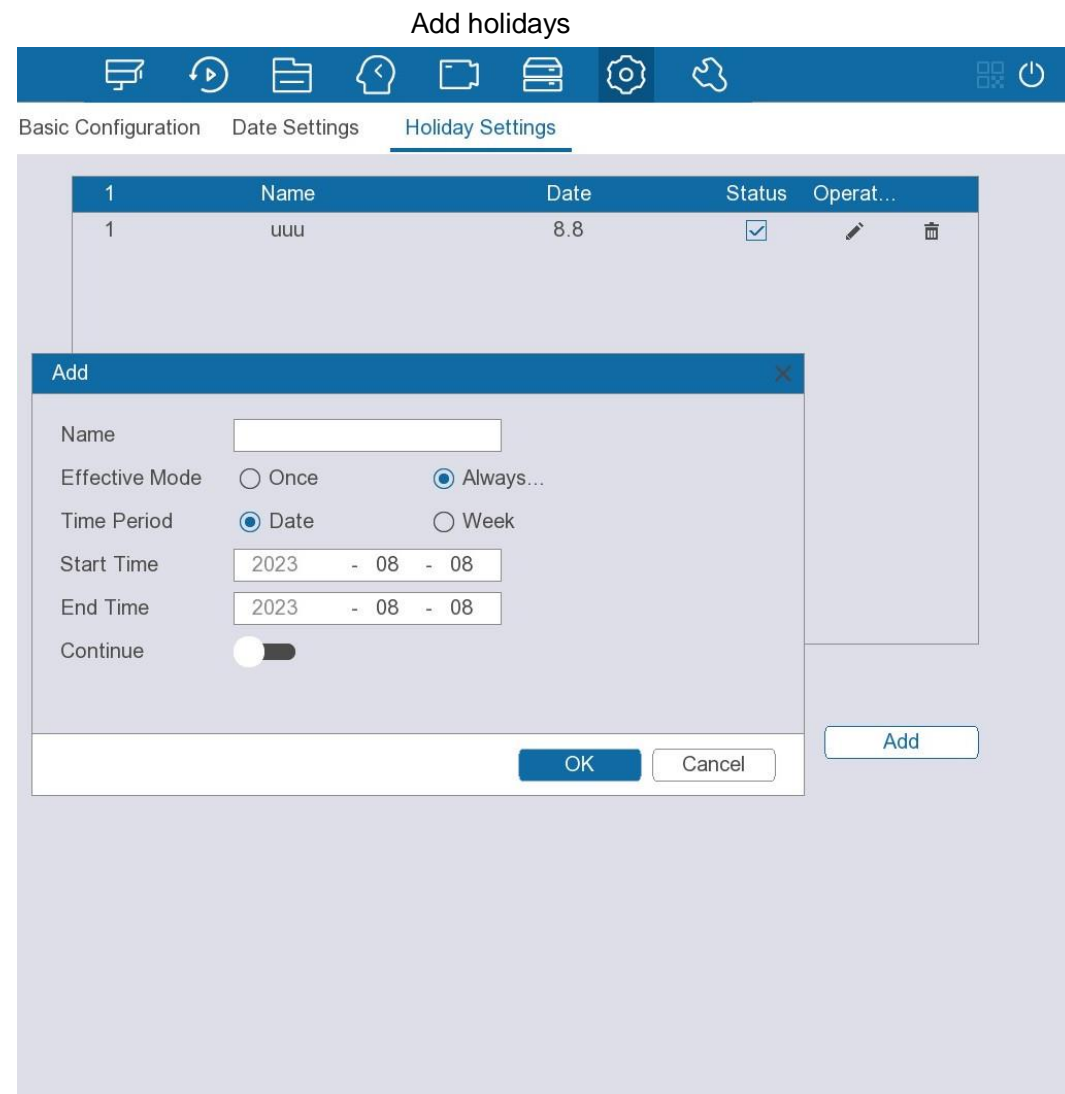 Add holidays
Basic Configuration Date Settings Holiday Settings
1 Name Date Status Operat...
1 uuu 8.8
Add
Name
Effective Mode Once Always...
Time Period Date Week
Start Time 2023 - 08 - 08
End Time 2023 - 08 - 08
Continue
Add
OK Cancel